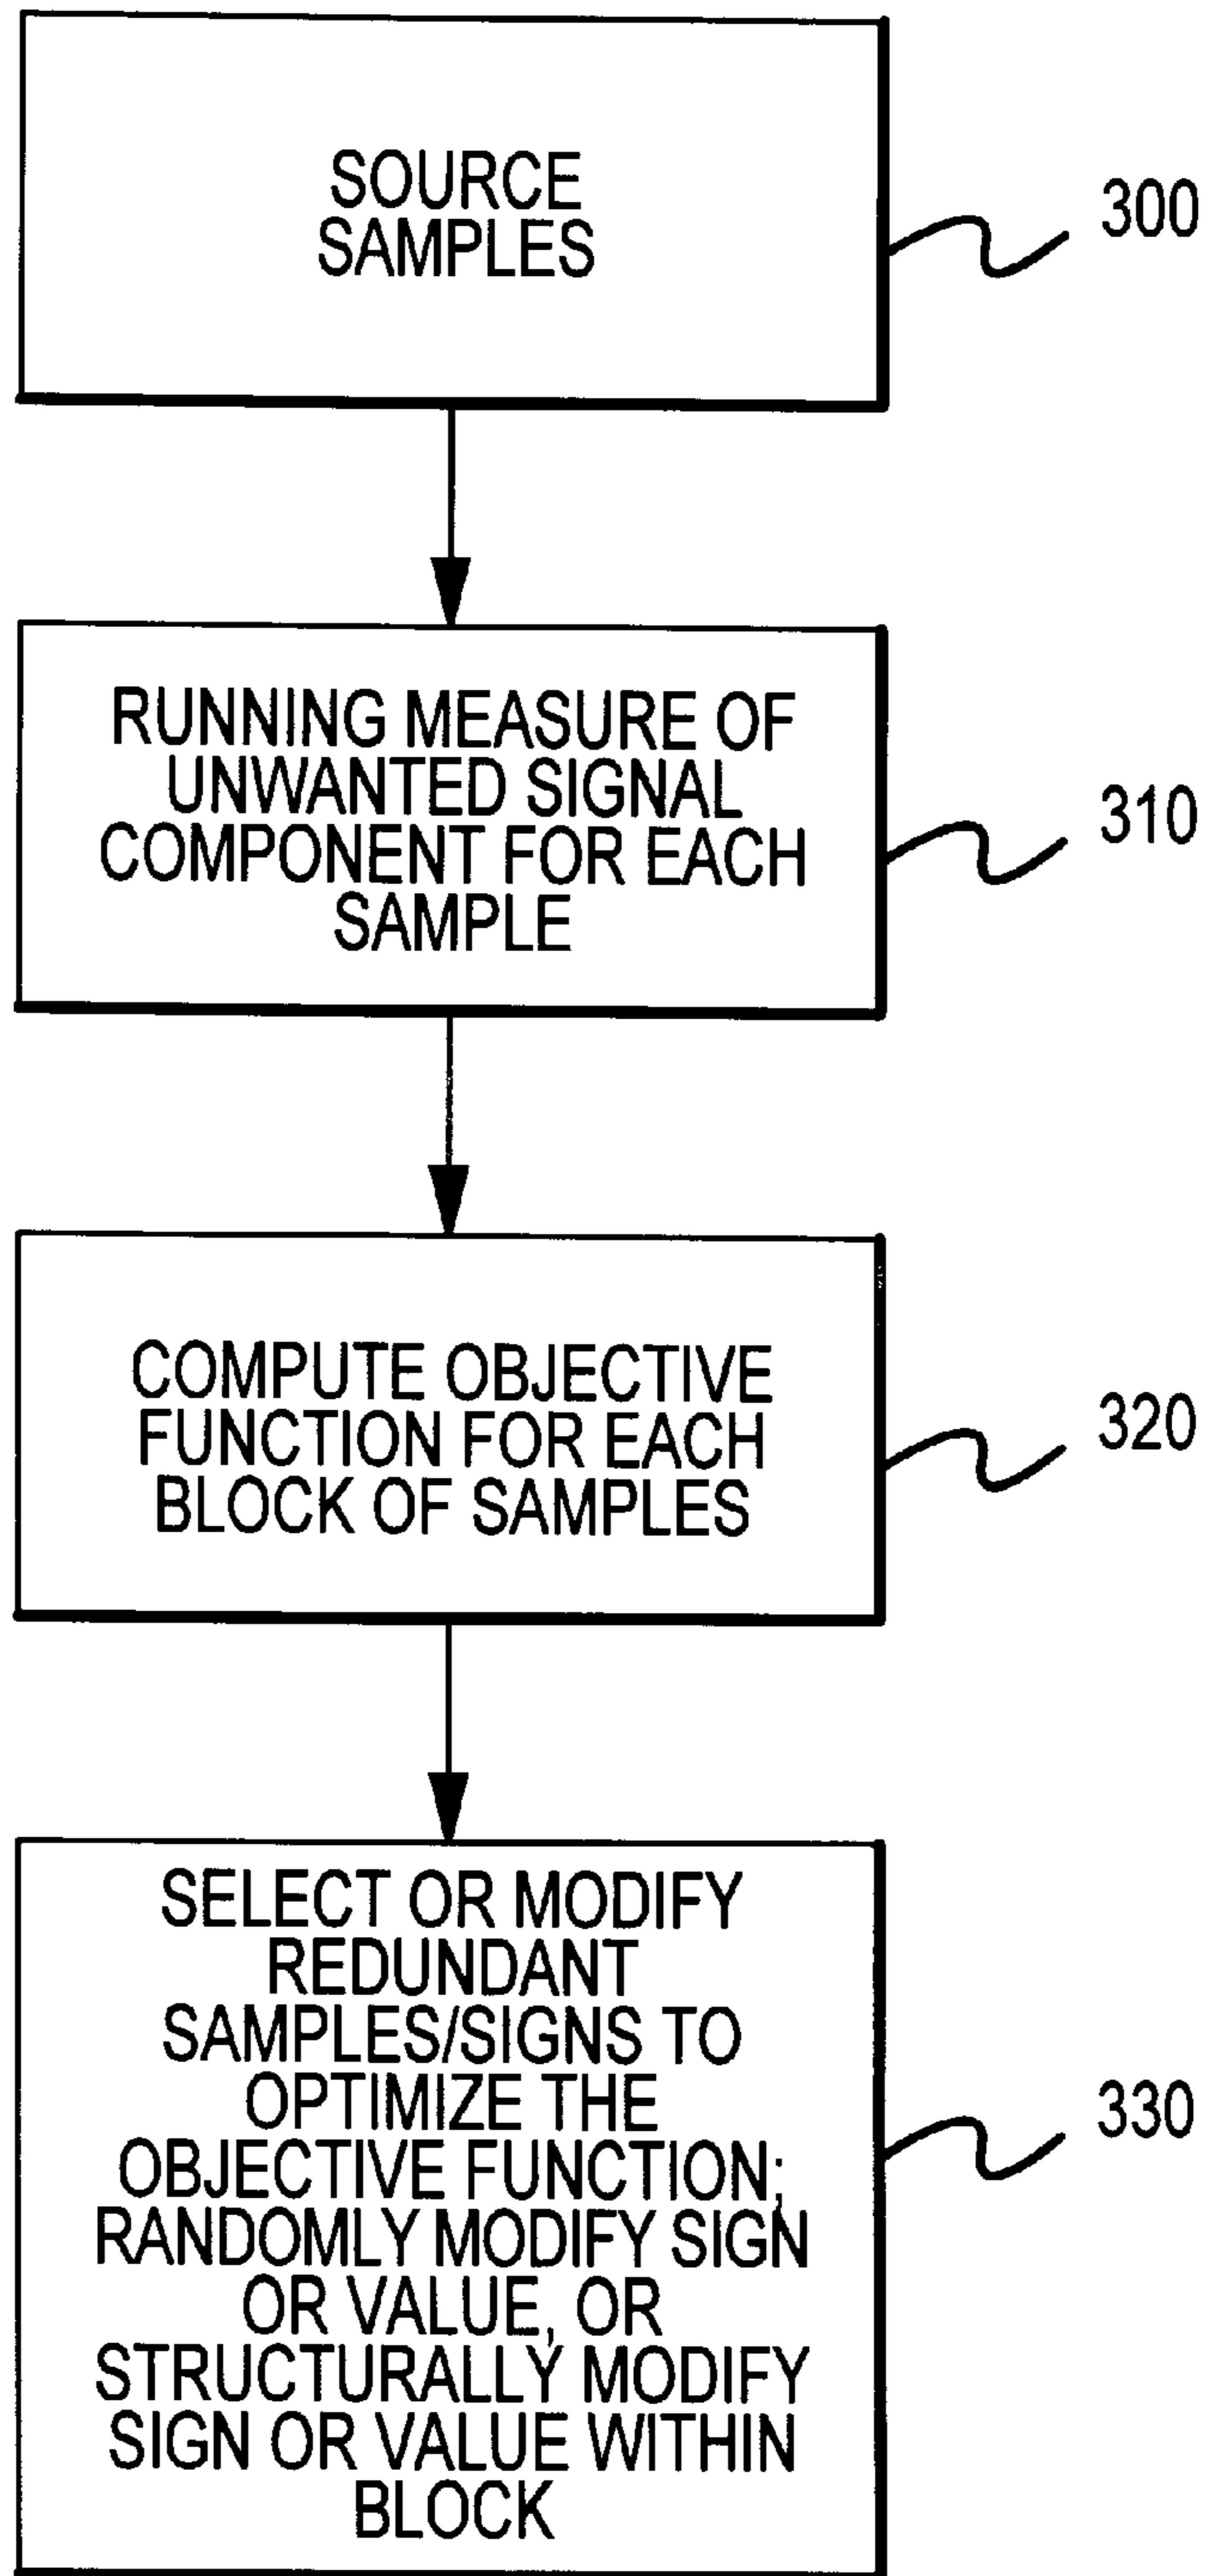 SOURCE
SAMPLES
300
RUNNING MEASURE OF
UNWANTED SIGNAL
COMPONENT FOR EACH
SAMPLE
310
COMPUTE OBJECTIVE
FUNCTION FOR EACH
BLOCK OF SAMPLES
320
SELECT OR MODIFY
REDUNDANT
SAMPLES/SIGNS TO
OPTIMIZE THE
OBJECTIVE FUNCTION;
RANDOMLY MODIFY SIGN
OR VALUE, OR
STRUCTURALLY MODIFY
SIGN OR VALUE WITHIN
BLOCK
330